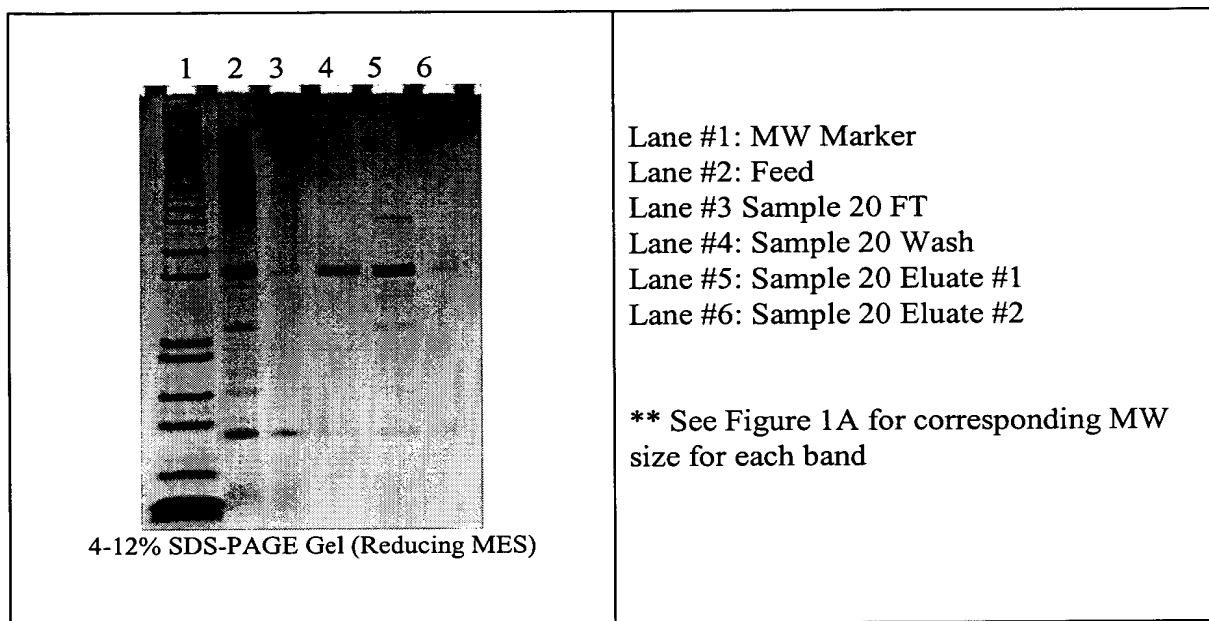 1 2 3 4 5 6
4-12% SDS-PAGE Gel (Reducing MES)
Lane #1: MW Marker
Lane #2: Feed
Lane #3 Sample 20 FT
Lane #4: Sample 20 Wash
Lane #5: Sample 20 Eluate #1
Lane #6: Sample 20 Eluate #2
** See Figure 1A for corresponding MW
size for each band